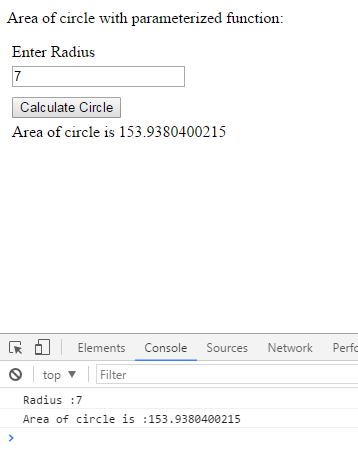 Area of circle with parameterized function:
Enter Radius
7
Calculate Circle
Area of circle is 153.9380400215
Elements Console Sources Network Perfo
top ▼ Filter
Radius :7
Area of circle is :153.9380400215
>